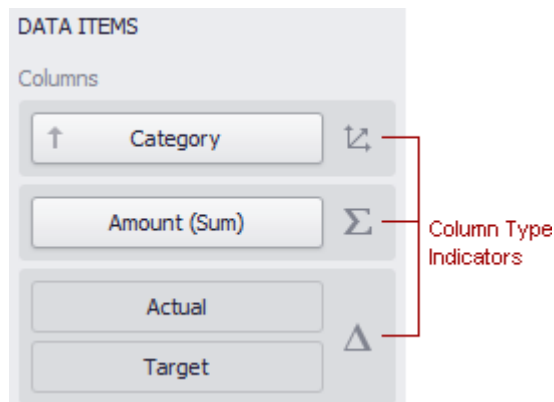 DATA ITEMS
Columns
Category
Amount (Sum)
Σ
Column Type
Indicators
Actual
Δ
Target